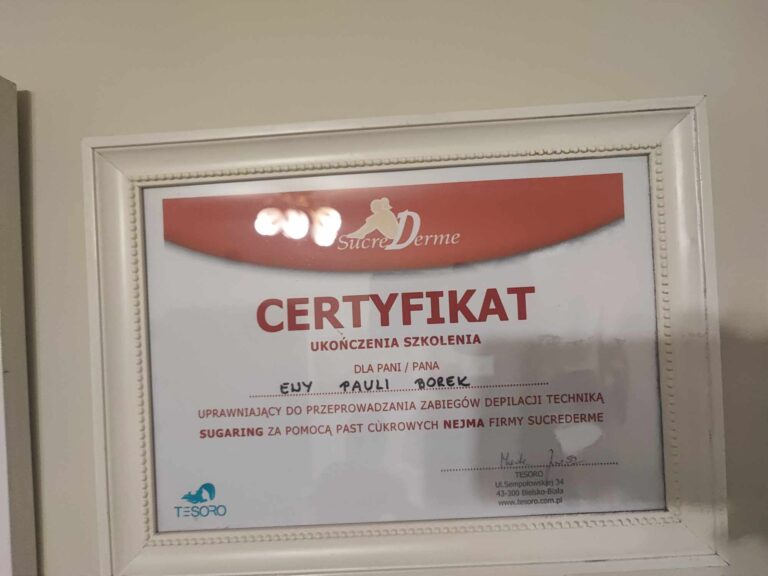 SucreDerme
CERTYFIKAT
UKOŃCZENIA SZKOLENIA
DLA PANI / PANA
EWY PAULI BOREK
UPRAWNIAJĄCY DO PRZEPROWADZANIA ZABIEGÓW DEPILACJI TECHNIKĄ
SUGARING ZA POMOCĄ PAST CUKROWYCH NEJMA FIRMY SUCREDERME
TESORO
Ul.Sempołowskiej 34
43-300 Bielsko-Biała
www.tesoro.com.pl
TESORO